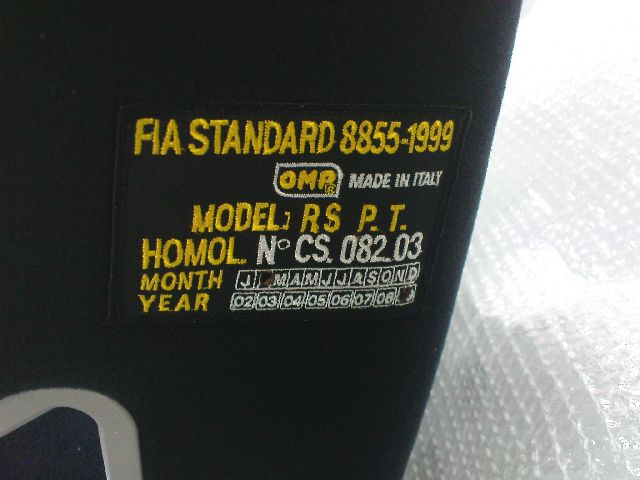 FIA STANDARD 8855-1999
OMP® MADE IN ITALY
MODEL: RS P.T.
HOMOL. N° CS. 082.03
MONTH J M A M J J A S O N D
YEAR 02 03 04 05 06 07 08